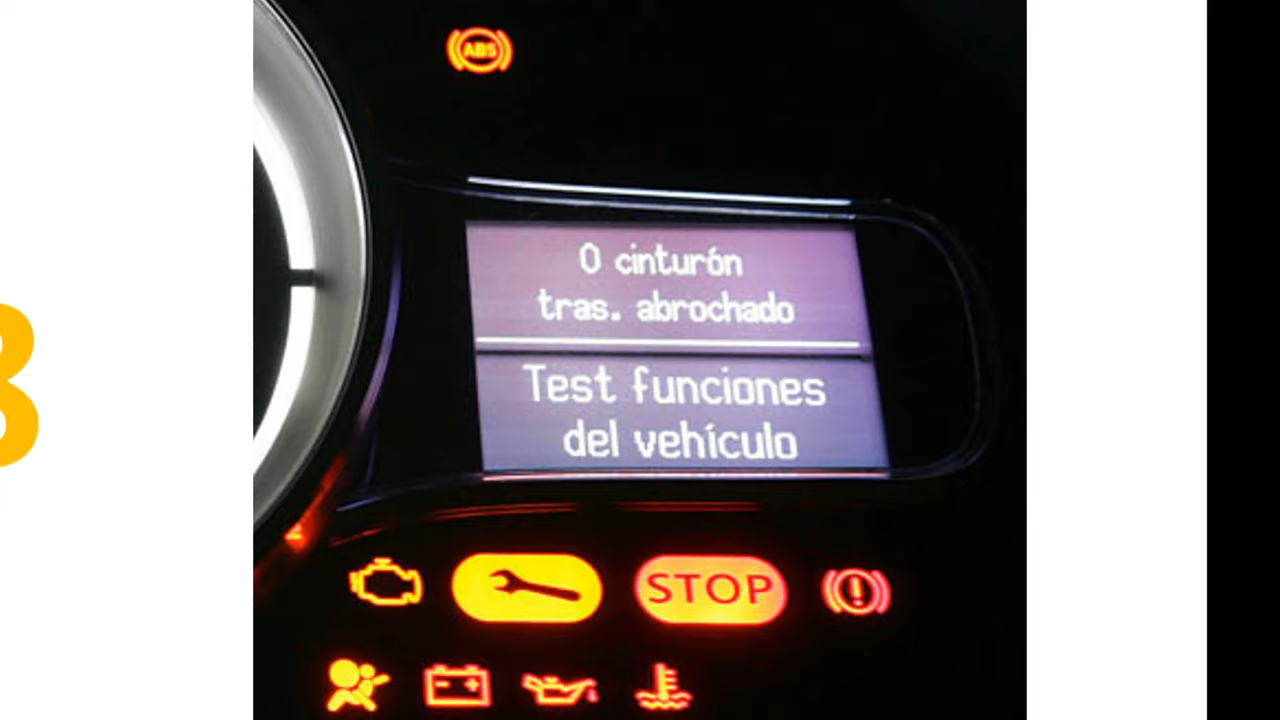 ABS
0 cinturón
tras. abrochado
Test funciones
del vehículo
STOP